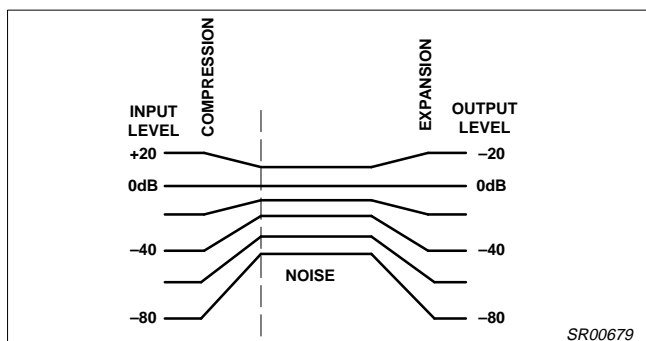 COMPRESSION
EXPANSION
INPUT
LEVEL
OUTPUT
LEVEL
+20
–20
0dB
0dB
–40
–40
NOISE
–80
–80
SR00679